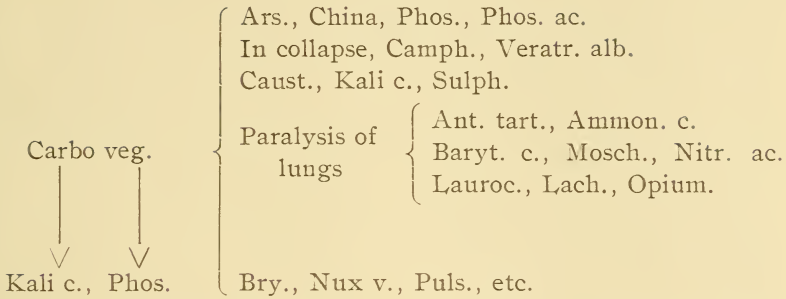 Ars., China, Phos., Phos. ac.
In collapse, Camph., Veratr. alb.
Caust., Kali c., Sulph.
Carbo veg.
Paralysis of
lungs
Ant. tart., Ammon. c.
Baryt. c., Mosch., Nitr. ac.
Lauroc., Lach., Opium.
Kali c., Phos.
Bry., Nux v., Puls., etc.